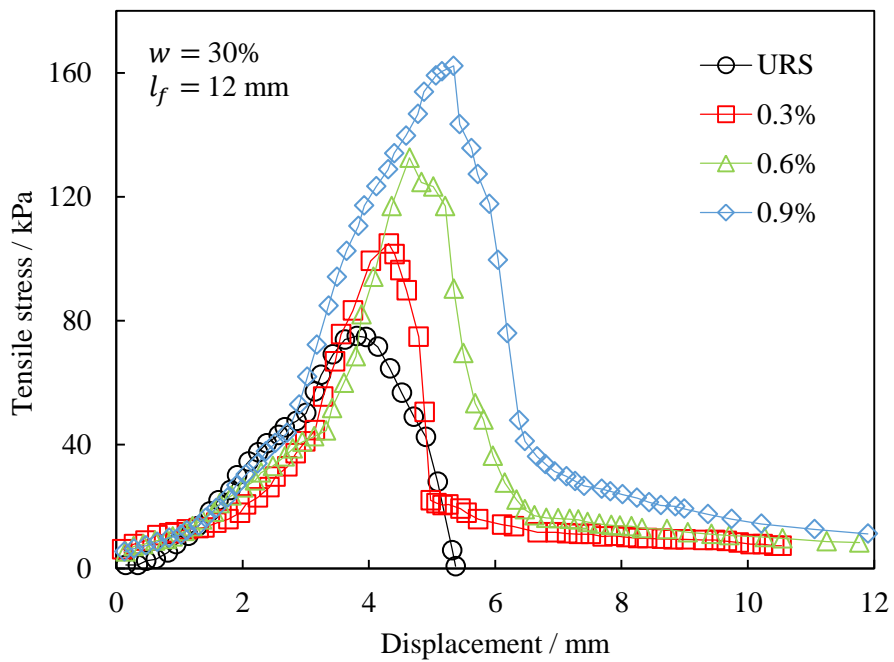 w = 30%
l_f = 12 mm
URS
0.3%
0.6%
0.9%
Tensile stress / kPa
160
120
80
40
0
0 2 4 6 8 10 12
Displacement / mm